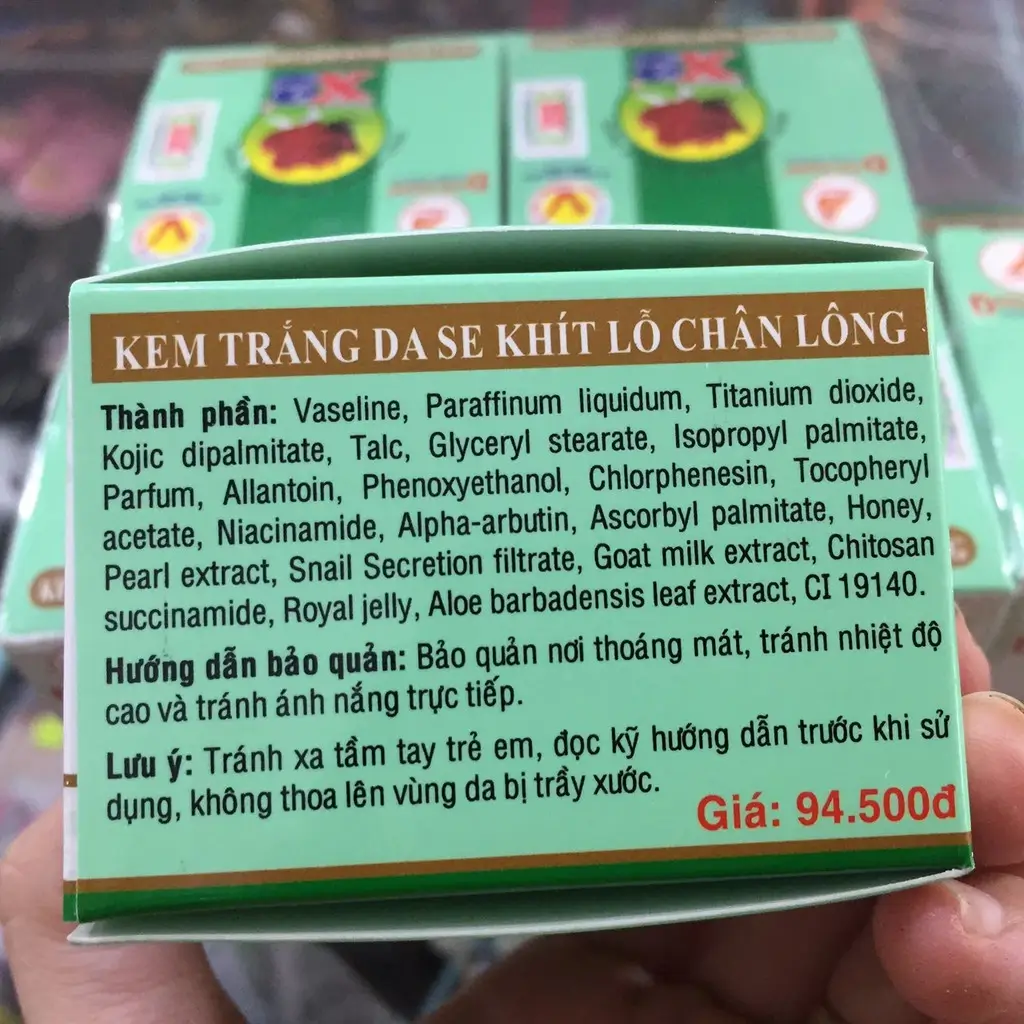 KEM TRẮNG DA SE KHÍT LỖ CHÂN LÔNG
Thành phần: Vaseline, Paraffinum liquidum, Titanium dioxide,
Kojic dipalmitate, Talc, Glyceryl stearate, Isopropyl palmitate,
Parfum, Allantoin, Phenoxyethanol, Chlorphenesin, Tocopheryl
acetate, Niacinamide, Alpha-arbutin, Ascorbyl palmitate, Honey,
Pearl extract, Snail Secretion filtrate, Goat milk extract, Chitosan
succinamide, Royal jelly, Aloe barbadensis leaf extract, CI 19140.
Hướng dẫn bảo quản: Bảo quản nơi thoáng mát, tránh nhiệt độ
cao và tránh ánh nắng trực tiếp.
Lưu ý: Tránh xa tầm tay trẻ em, đọc kỹ hướng dẫn trước khi sử
dụng, không thoa lên vùng da bị trầy xước.
Giá: 94.500đ